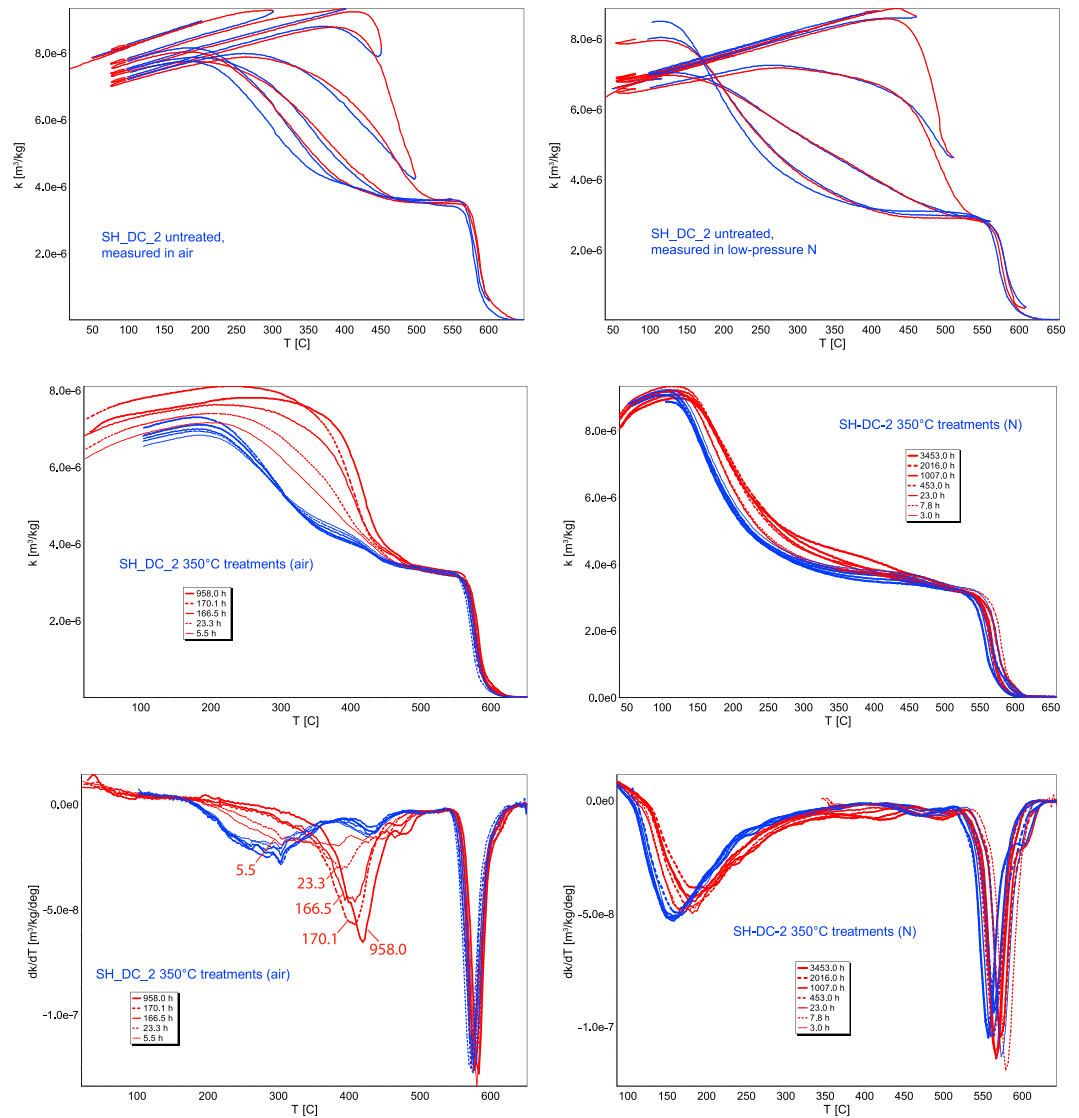 8.0e-6
6.0e-6
4.0e-6
2.0e-6
k [m³/kg]
SH_DC_2 untreated,
measured in air
50 100 150 200 250 300 350 400 450 500 550 600
T [C]
8.0e-6
6.0e-6
4.0e-6
2.0e-6
k [m³/kg]
SH_DC_2 untreated,
measured in low-pressure N
50 100 150 200 250 300 350 400 450 500 550 600 650
T [C]
8.0e-6
6.0e-6
4.0e-6
2.0e-6
k [m³/kg]
SH_DC_2 350°C treatments (air)
958.0 h
170.1 h
166.5 h
23.3 h
5.5 h
100 200 300 400 500 600
T [C]
8.0e-6
6.0e-6
4.0e-6
2.0e-6
0.0e0
k [m³/kg]
SH-DC-2 350°C treatments (N)
3453.0 h
2016.0 h
1007.0 h
453.0 h
23.0 h
7.8 h
3.0 h
50 100 150 200 250 300 350 400 450 500 550 600 650
T [C]
0.0e0
-5.0e-8
-1.0e-7
dk/dT [m³/kg/deg]
5.5
23.3
166.5
170.1
958.0
SH_DC_2 350°C treatments (air)
958.0 h
170.1 h
166.5 h
23.3 h
5.5 h
100 200 300 400 500 600
T [C]
0.0e0
-5.0e-8
-1.0e-7
dk/dT [m³/kg/deg]
SH-DC-2 350°C treatments (N)
3453.0 h
2016.0 h
1007.0 h
453.0 h
23.0 h
7.8 h
3.0 h
100 200 300 400 500 600
T [C]